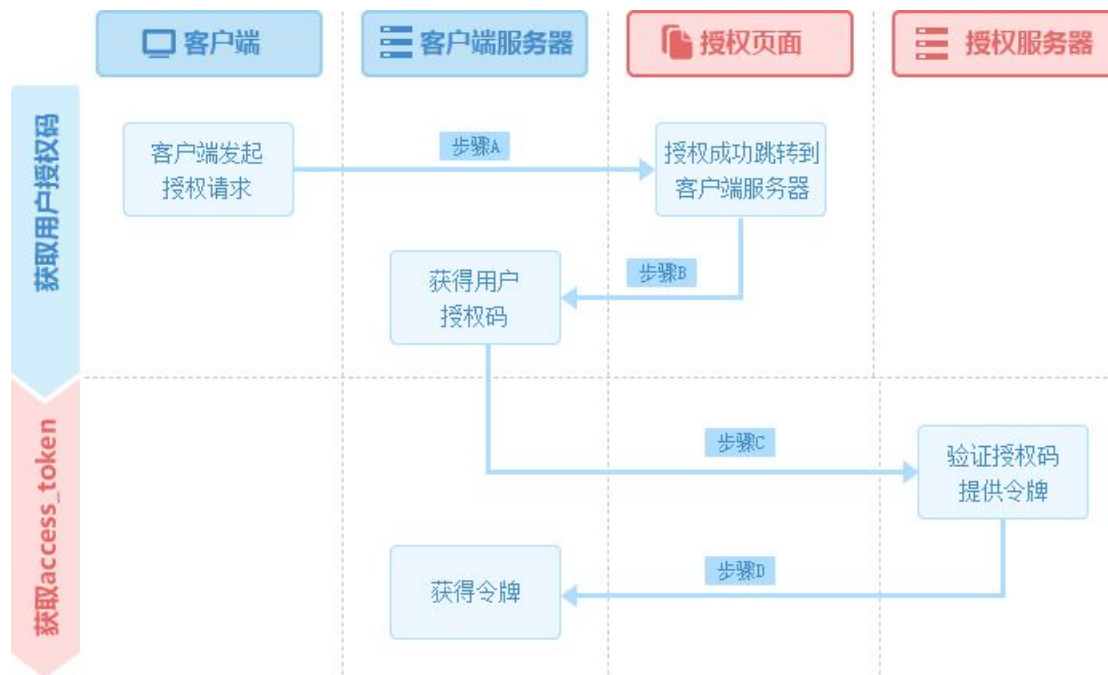 客户端
客户端服务器
授权页面
授权服务器
获取用户授权码
客户端发起
授权请求
步骤A
授权成功跳转到
客户端服务器
步骤B
获得用户
授权码
获取access_token
步骤C
验证授权码
提供令牌
步骤D
获得令牌